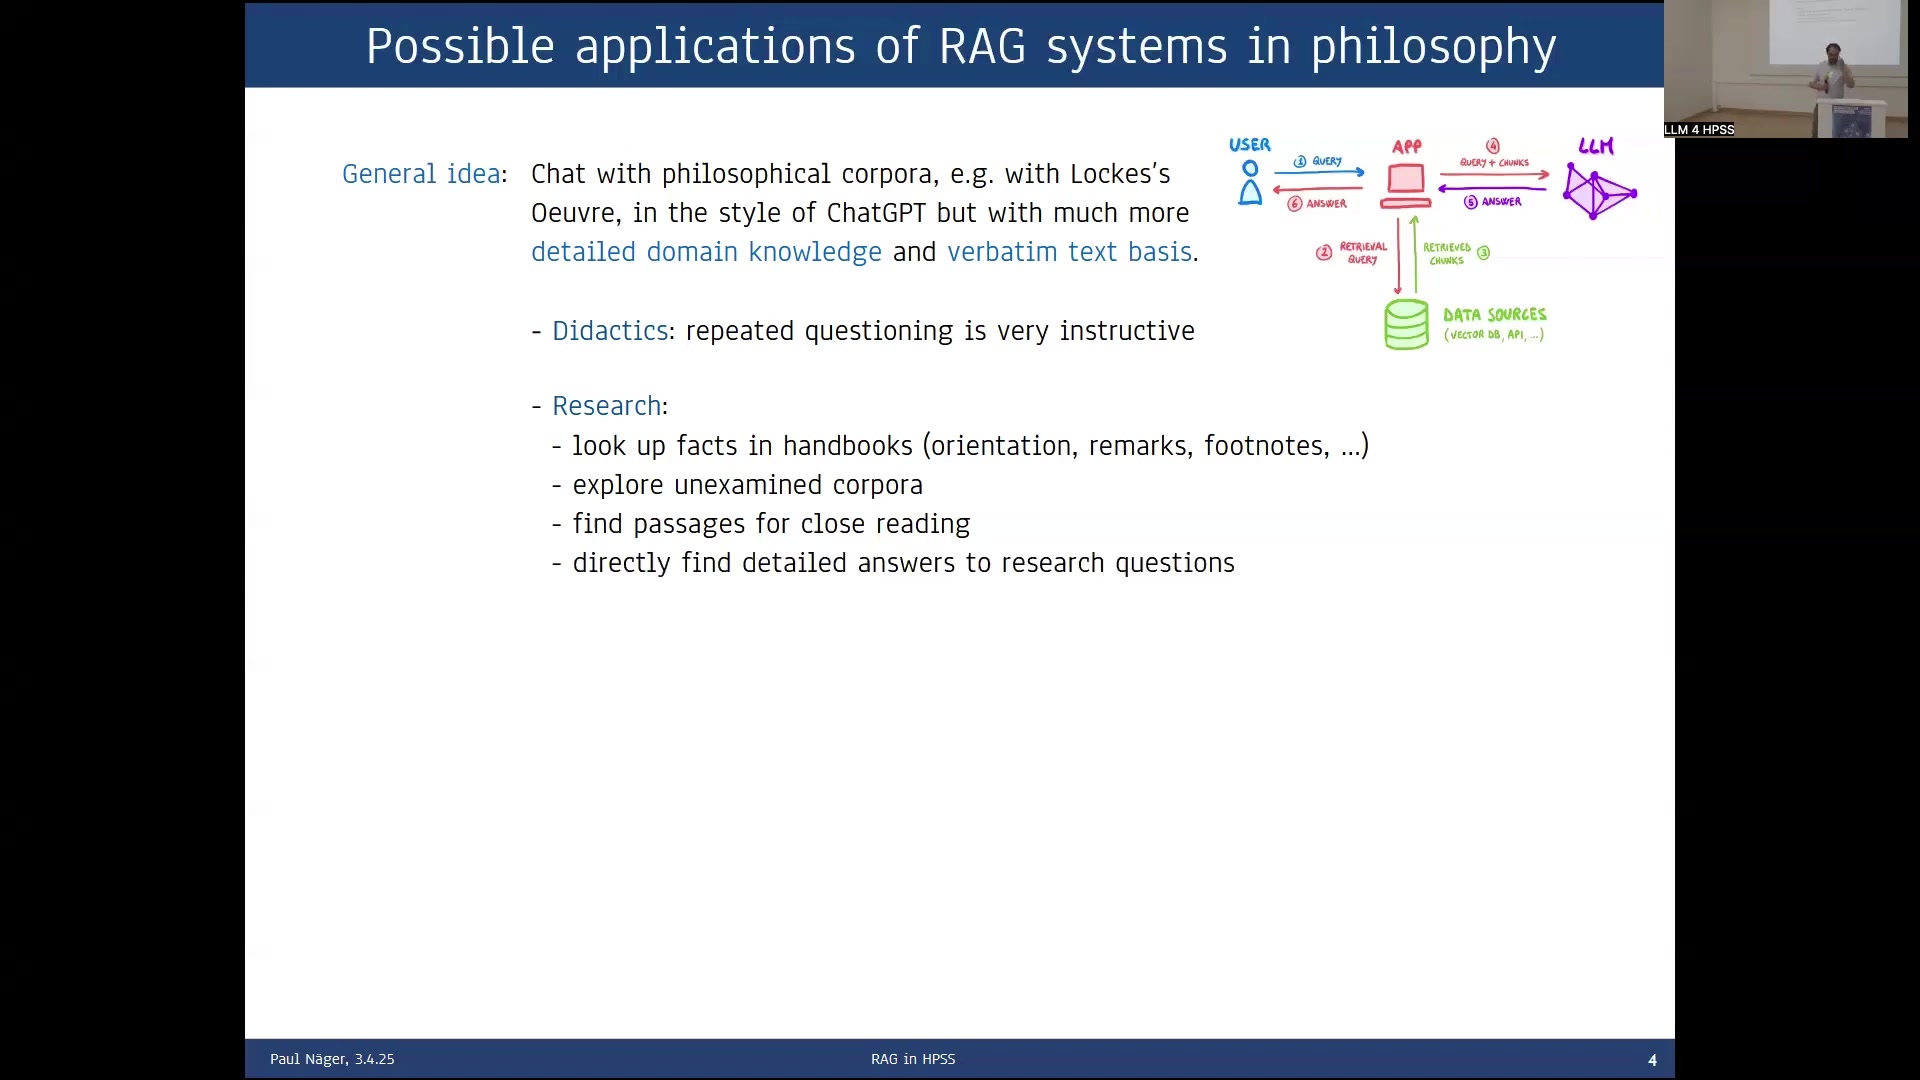 Possible applications of RAG systems in philosophy
LLM 4 HPSS
General idea: Chat with philosophical corpora, e.g. with Lockes's
Oeuvre, in the style of ChatGPT but with much more
detailed domain knowledge and verbatim text basis.
- Didactics: repeated questioning is very instructive
- Research:
- look up facts in handbooks (orientation, remarks, footnotes, ...)
- explore unexamined corpora
- find passages for close reading
- directly find detailed answers to research questions
USER
① QUERY
⑥ ANSWER
APP
④
QUERY + CHUNKS
⑤ ANSWER
LLM
② RETRIEVAL
QUERY
RETRIEVED ③
CHUNKS
DATA SOURCES
(VECTOR DB, API, ...)
Paul Näger, 3.4.25
RAG in HPSS
4